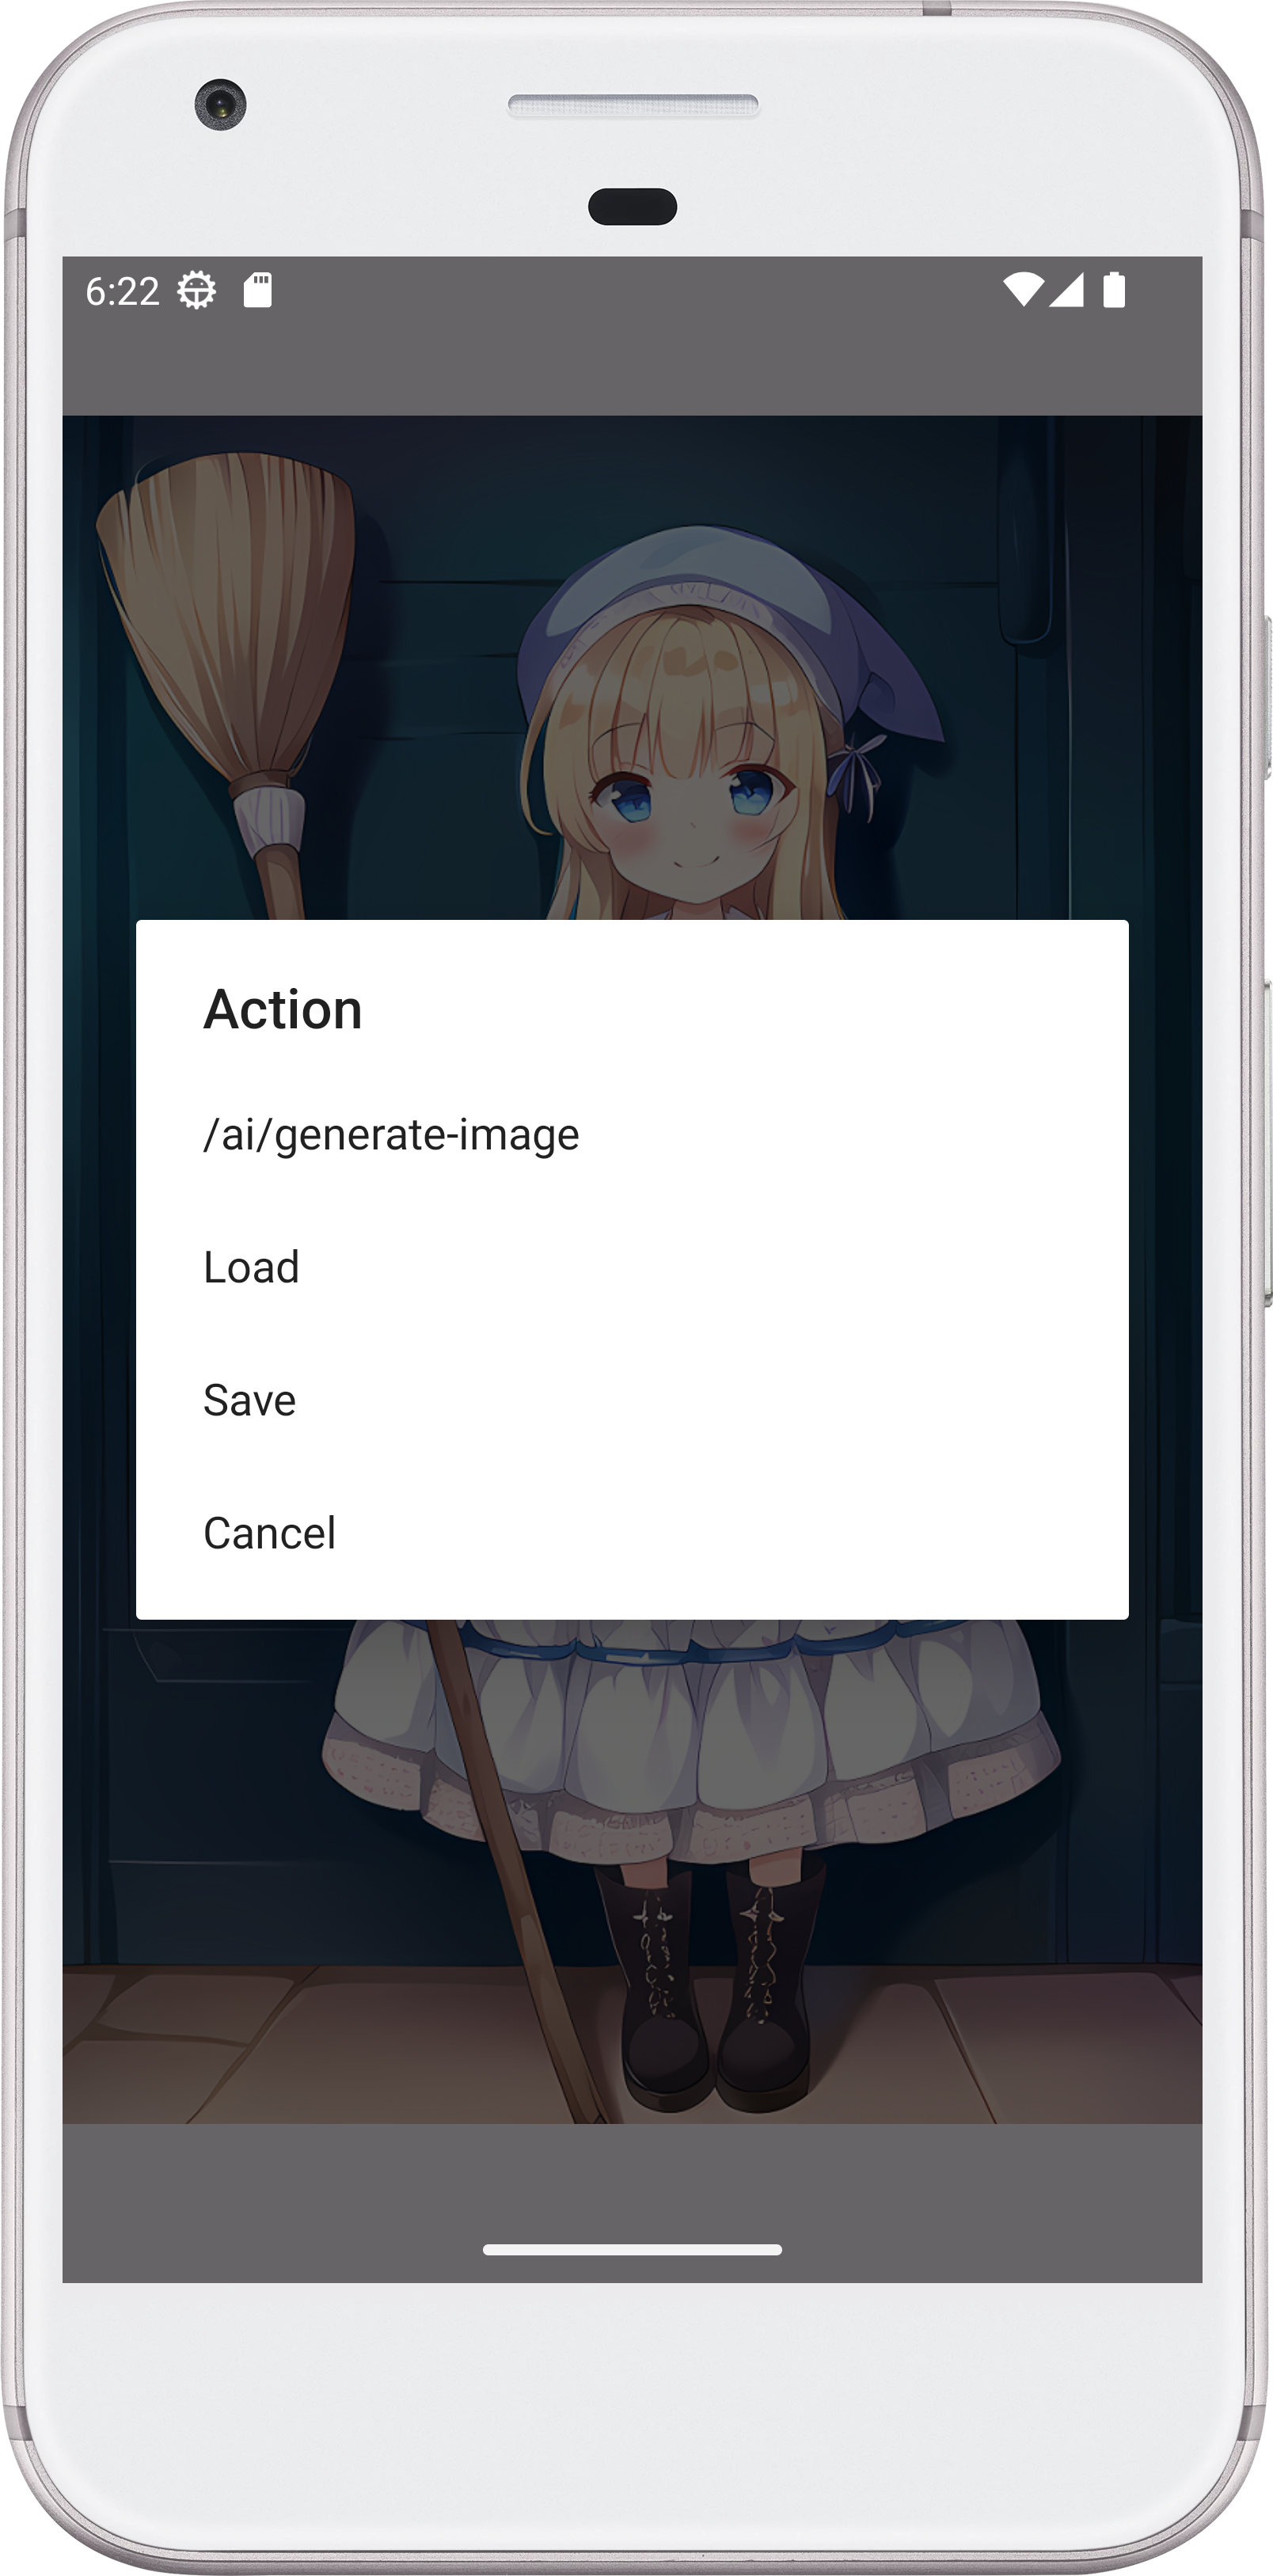 6:22
Action
/ai/generate-image
Load
Save
Cancel